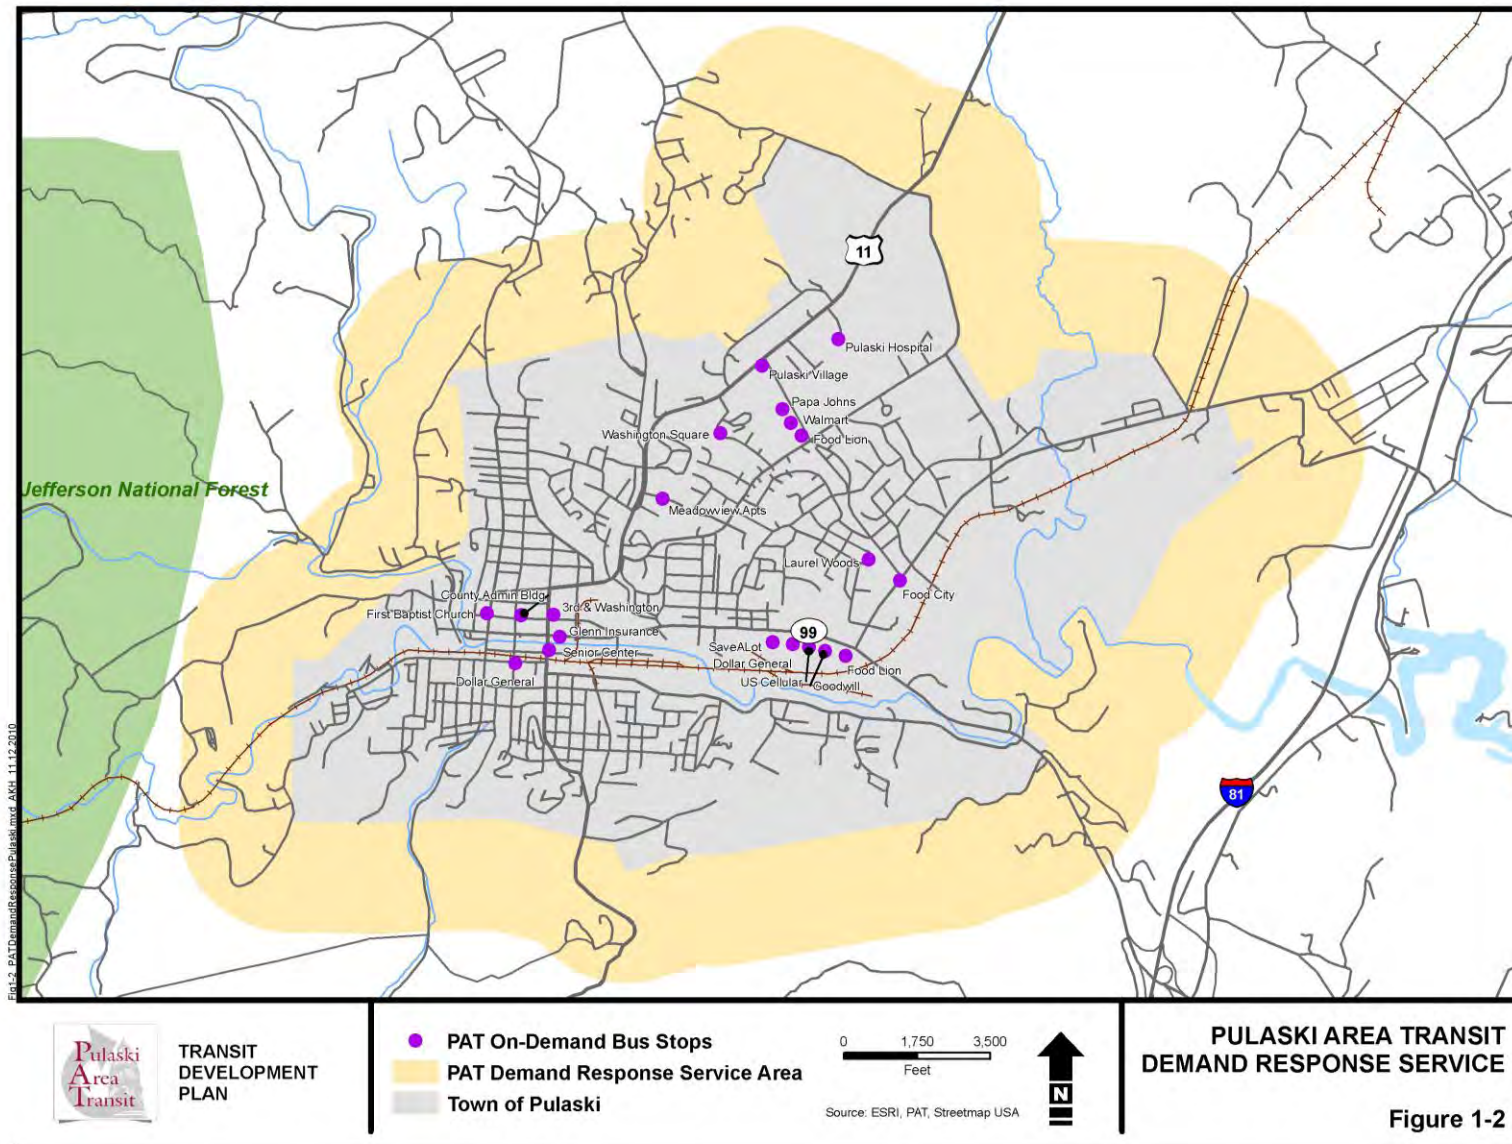 11
Pulaski Hospital
Pulaski Village
Papa Johns
Walmart
Washington Square
Food Lion
Jefferson National Forest
Meadowview Apts
Laurel Woods
Food City
County Admin Bldg
First Baptist Church
3rd & Washington
Glenn Insurance
99
SaveALot
Senior Center
Dollar General
Food Lion
Dollar General
US Cellular
Goodwill
81
Fig1-2_PATDemandResponsePulaski.mxd_AKH_11.12.2010
Pulaski
Area
Transit
TRANSIT
DEVELOPMENT
PLAN
PAT On-Demand Bus Stops
PAT Demand Response Service Area
Town of Pulaski
0 1,750 3,500
Feet
Source: ESRI, PAT, Streetmap USA
N
PULASKI AREA TRANSIT
DEMAND RESPONSE SERVICE
Figure 1-2